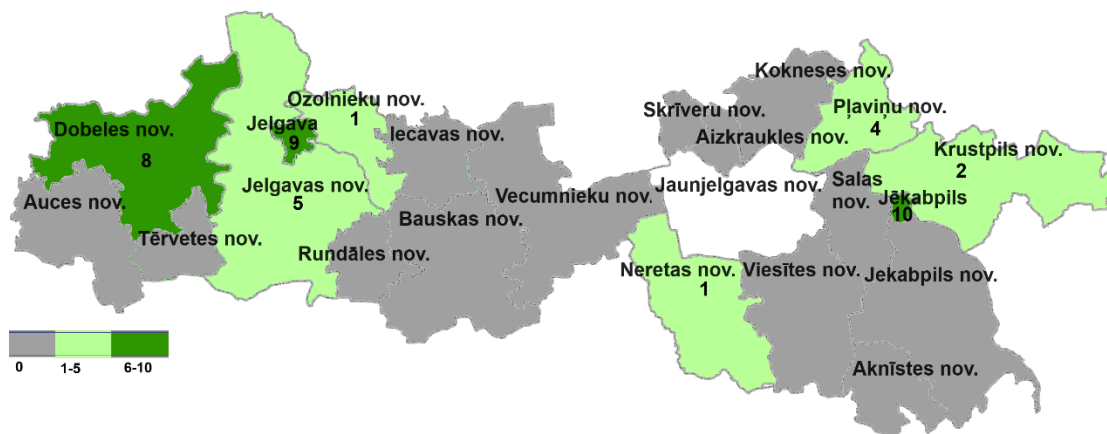 Kokneses nov.
Skrīveru nov.
Pļaviņu nov.
4
Aizkraukles nov.
Ozolnieku nov.
1
Jelgava
9
Iecavas nov.
Dobeles nov.
8
Krustpils nov.
2
Jelgavas nov.
5
Vecumnieku nov.
Jaunjelgavas nov.
Salas
nov.
Jēkabpils
10
Auces nov.
Tērvetes nov.
Bauskas nov.
Rundāles nov.
Neretas nov.
1
Viesītes nov.
Jekabpils nov.
Aknīstes nov.
0
1-5
6-10